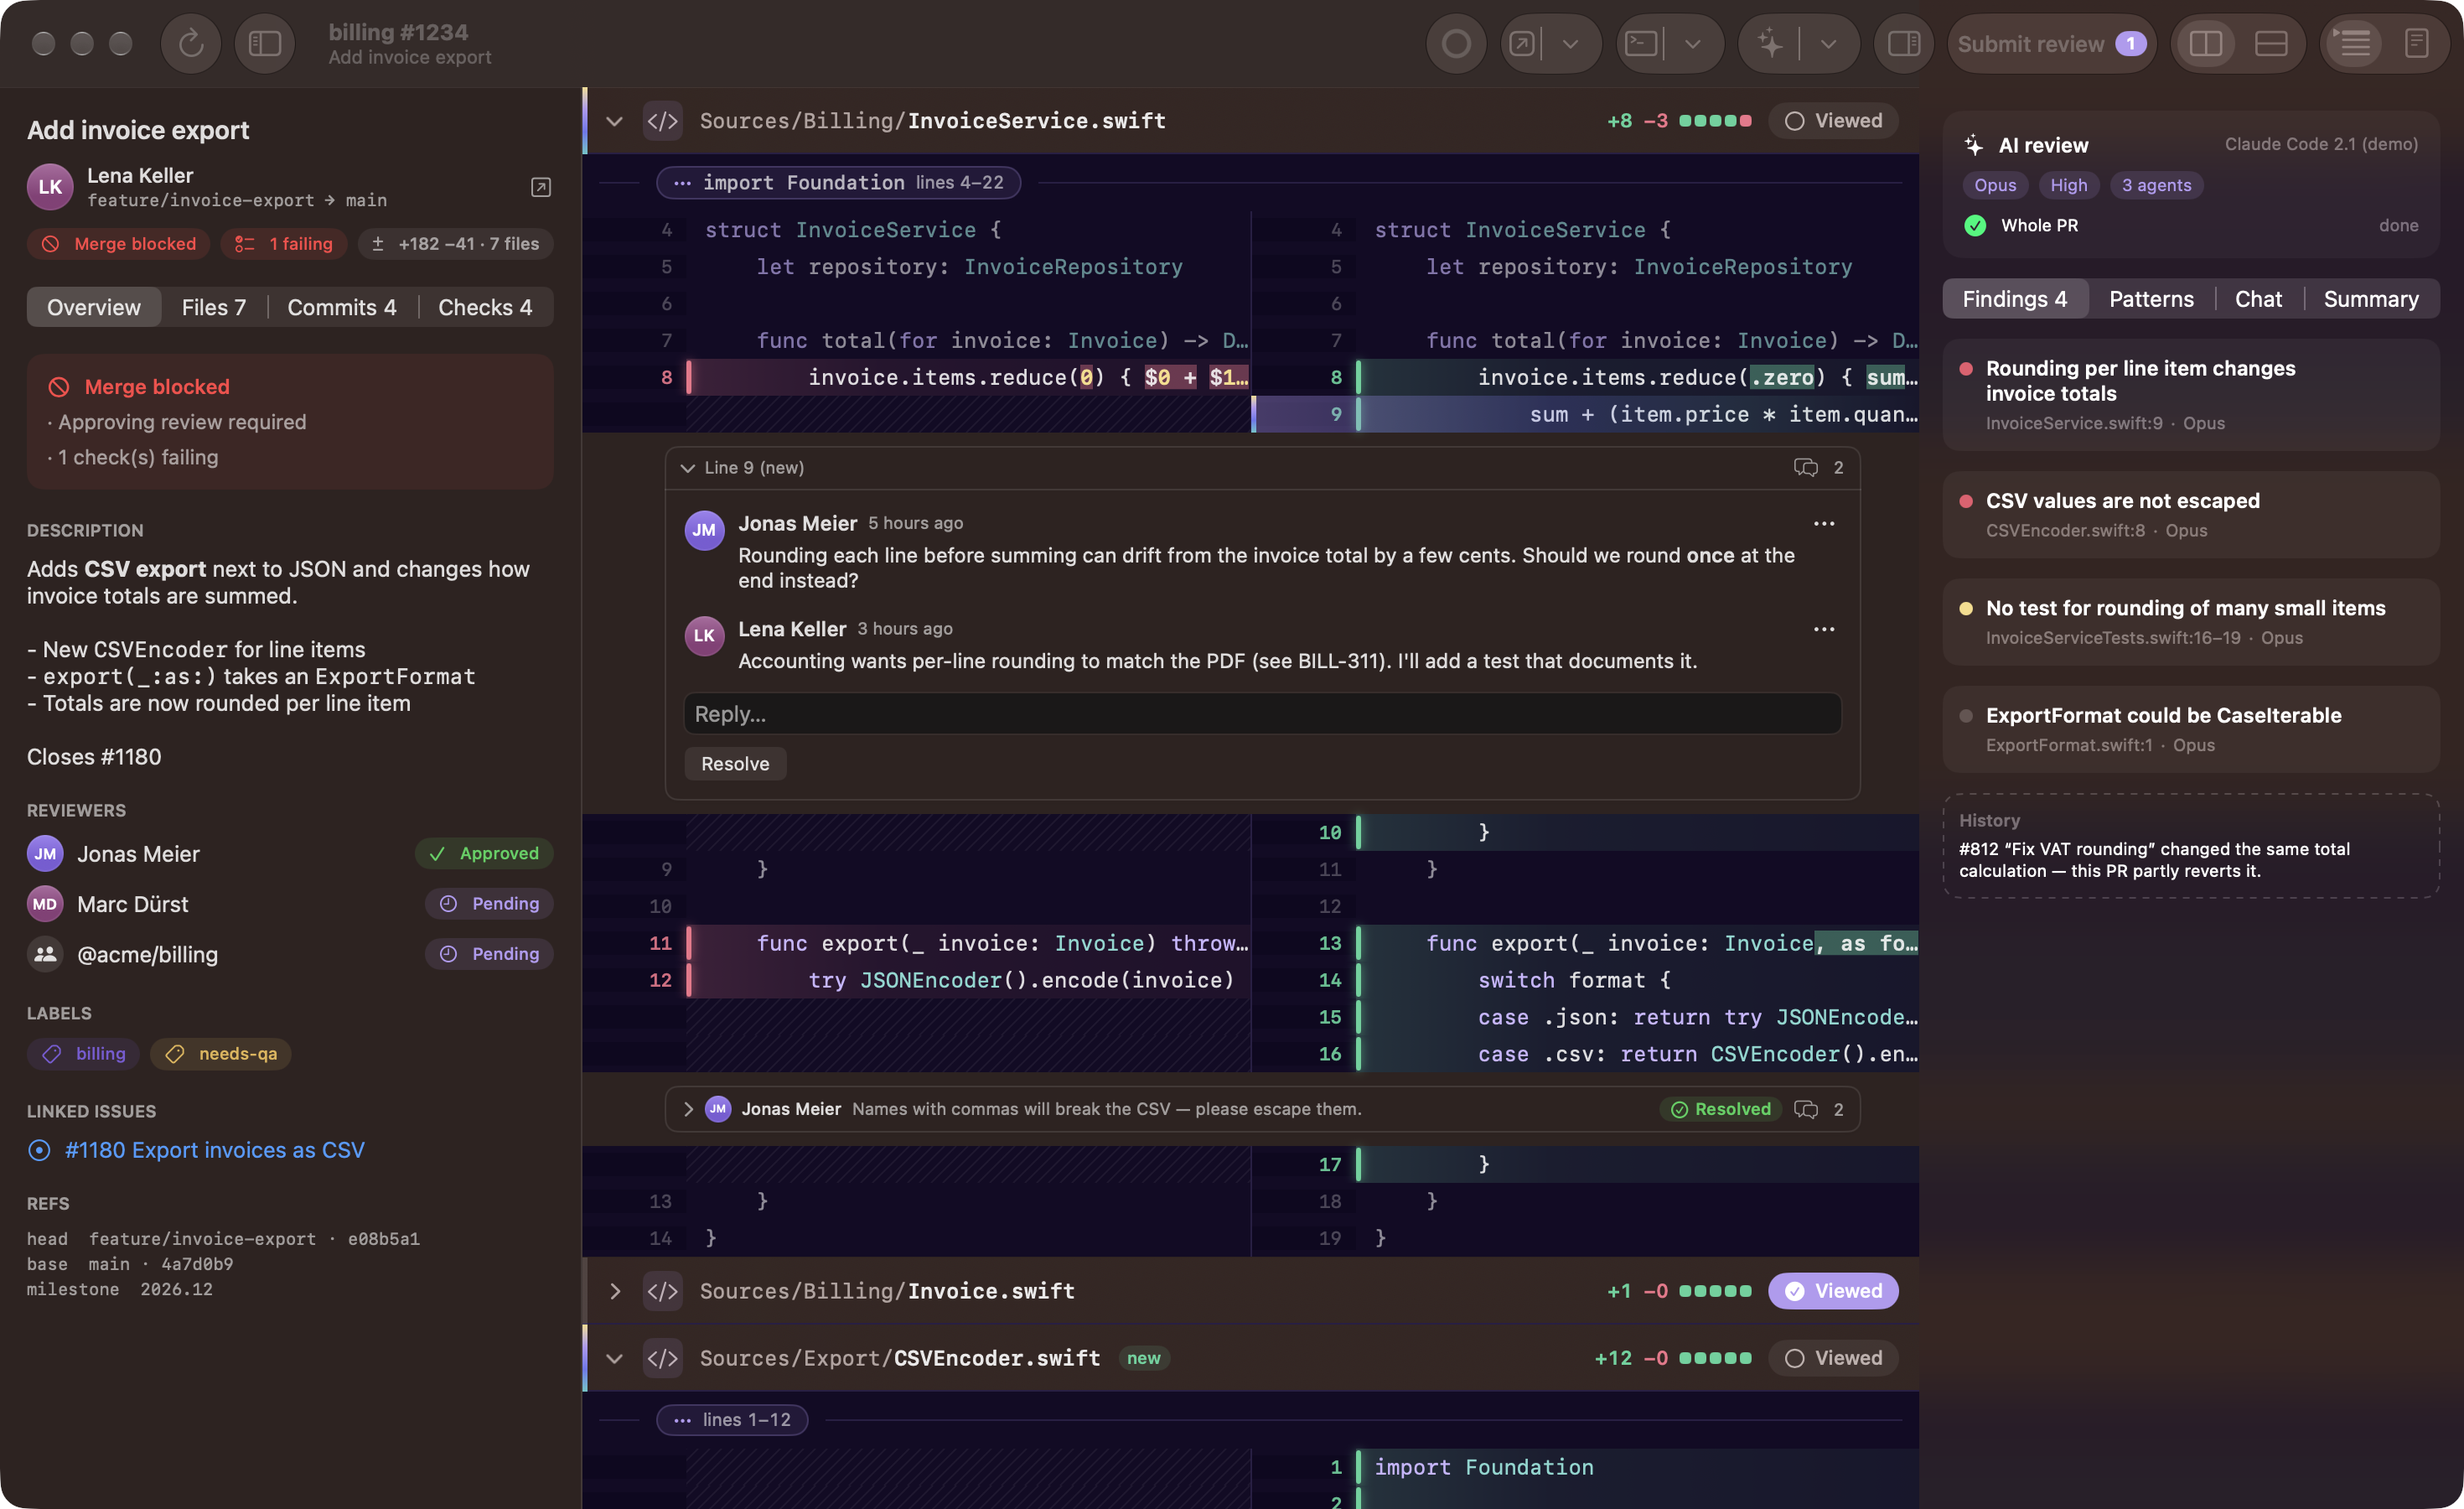 billing #1234
Add invoice export
Submit review 1
Add invoice export
LK
Lena Keller
feature/invoice-export → main
Merge blocked
1 failing
+182 −41 · 7 files
Overview
Files 7
Commits 4
Checks 4
Merge blocked
· Approving review required
· 1 check(s) failing
DESCRIPTION
Adds CSV export next to JSON and changes how
invoice totals are summed.
- New CSVEncoder for line items
- export(_:as:) takes an ExportFormat
- Totals are now rounded per line item
Closes #1180
REVIEWERS
JM Jonas Meier Approved
MD Marc Dürst Pending
@acme/billing Pending
LABELS
billing
needs-qa
LINKED ISSUES
#1180 Export invoices as CSV
REFS
head feature/invoice-export · e08b5a1
base main · 4a7d0b9
milestone 2026.12
Sources/Billing/InvoiceService.swift +8 −3 Viewed
··· import Foundation lines 4–22
4 struct InvoiceService {
5 let repository: InvoiceRepository
6
7 func total(for invoice: Invoice) -> D…
8 invoice.items.reduce(0) { $0 + $1…
4 struct InvoiceService {
5 let repository: InvoiceRepository
6
7 func total(for invoice: Invoice) -> D…
8 invoice.items.reduce(.zero) { sum…
9 sum + (item.price * item.quan…
Line 9 (new) 2
JM Jonas Meier 5 hours ago
Rounding each line before summing can drift from the invoice total by a few cents. Should we round once at the
end instead?
LK Lena Keller 3 hours ago
Accounting wants per-line rounding to match the PDF (see BILL-311). I'll add a test that documents it.
Reply...
Resolve
9 }
10
11 func export(_ invoice: Invoice) throw…
12 try JSONEncoder().encode(invoice)
10 }
11 }
12
13 func export(_ invoice: Invoice, as fo…
14 switch format {
15 case .json: return try JSONEncode…
16 case .csv: return CSVEncoder().en…
JM Jonas Meier Names with commas will break the CSV — please escape them. Resolved 2
13 }
14 }
17 }
18 }
19 }
Sources/Billing/Invoice.swift +1 −0 Viewed
Sources/Export/CSVEncoder.swift new +12 −0 Viewed
··· lines 1–12
1 import Foundation
2
AI review Claude Code 2.1 (demo)
Opus
High
3 agents
Whole PR done
Findings 4
Patterns
Chat
Summary
Rounding per line item changes
invoice totals
InvoiceService.swift:9 · Opus
CSV values are not escaped
CSVEncoder.swift:8 · Opus
No test for rounding of many small items
InvoiceServiceTests.swift:16–19 · Opus
ExportFormat could be CaseIterable
ExportFormat.swift:1 · Opus
History
#812 “Fix VAT rounding” changed the same total
calculation — this PR partly reverts it.